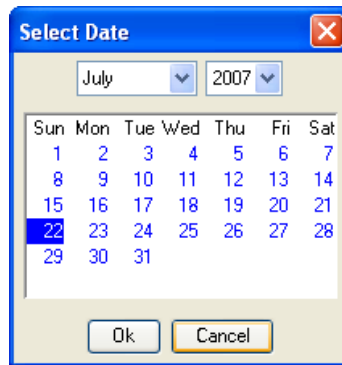 Select Date
July 2007
Sun Mon Tue Wed Thu Fri Sat
1 2 3 4 5 6 7
8 9 10 11 12 13 14
15 16 17 18 19 20 21
22 23 24 25 26 27 28
29 30 31
Ok Cancel